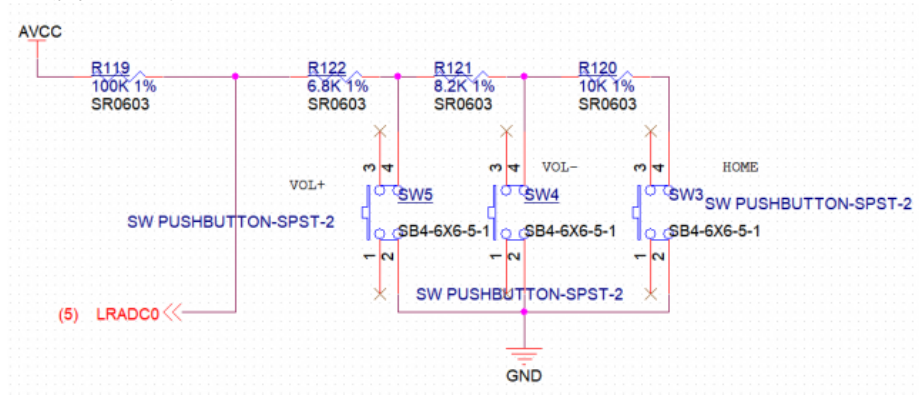 AVCC
R119
100K 1%
SR0603
R122
6.8K 1%
SR0603
R121
8.2K 1%
SR0603
R120
10K 1%
SR0603
VOL+
3 4
SW5
SW PUSHBUTTON-SPST-2
SB4-6X6-5-1
1 2
VOL-
3 4
SW4
SB4-6X6-5-1
1 2
SW PUSHBUTTON-SPST-2
HOME
3 4
SW3
SW PUSHBUTTON-SPST-2
SB4-6X6-5-1
1 2
(5) LRADC0
GND